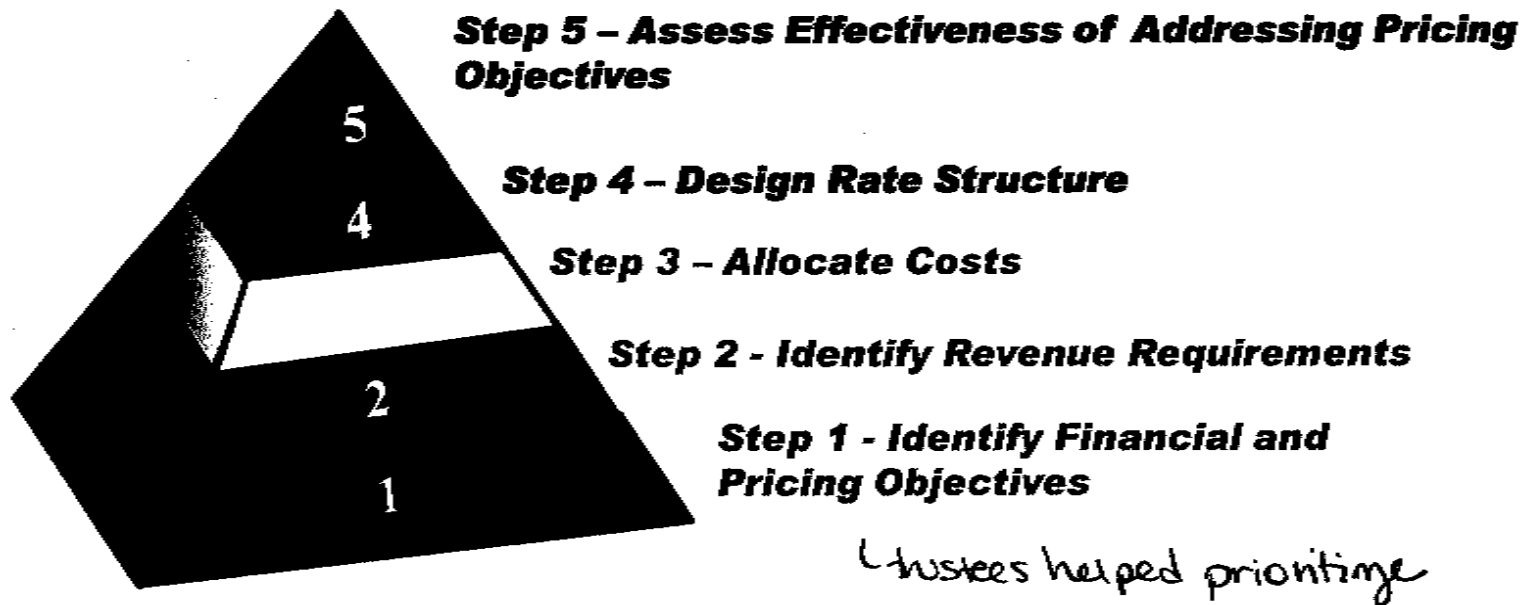 Step 5 – Assess Effectiveness of Addressing Pricing
Objectives
5
Step 4 – Design Rate Structure
4
Step 3 – Allocate Costs
Step 2 - Identify Revenue Requirements
2
Step 1 - Identify Financial and
Pricing Objectives
1
trustees helped prioritize